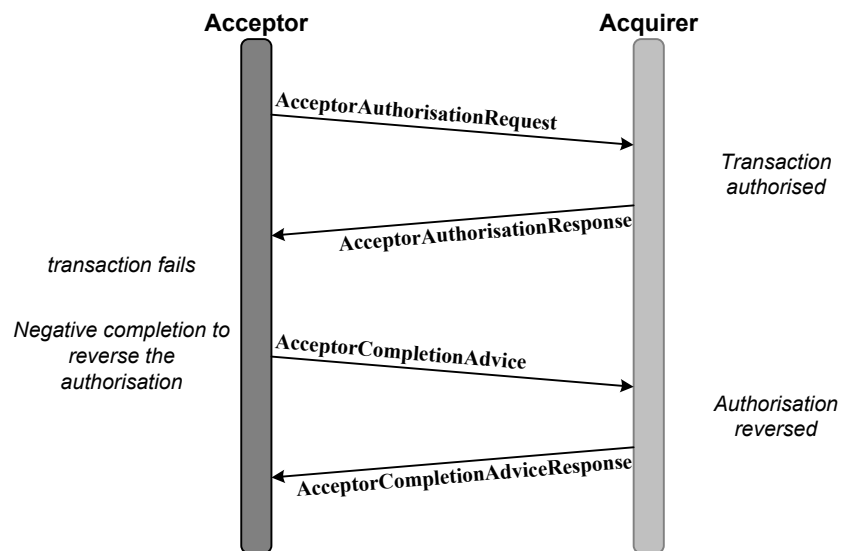 Acceptor
Acquirer
AcceptorAuthorisationRequest
Transaction
authorised
AcceptorAuthorisationResponse
transaction fails
Negative completion to
reverse the
authorisation
AcceptorCompletionAdvice
Authorisation
reversed
AcceptorCompletionAdviceResponse